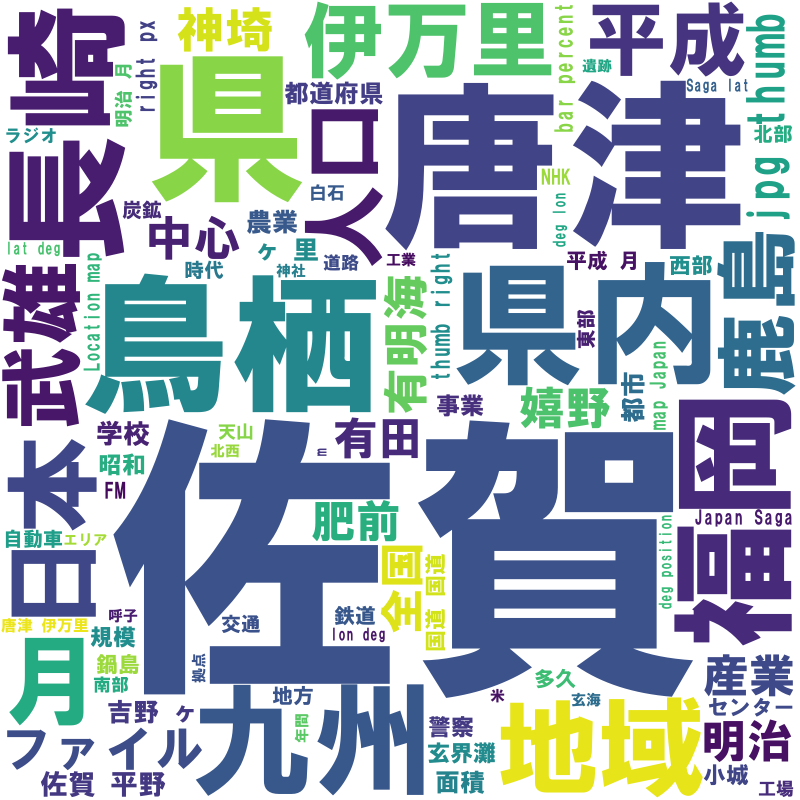 長崎
明治 月
right px
神埼
県
伊万里
平成
bar percent
遺跡
Saga lat
thumb
ラジオ
都道府県
人口
唐津
北部
jpg
NHK
白石
炭鉱
中心
農業
ヶ 里
lat deg
時代
神社
道路
工業
deg lon
平成 月
西部
武雄
Location map
鳥栖
有明海
thumb right
県内
東部
鹿島
map Japan
都市
事業
嬉野
日本
学校
天山
北西
m
有田
昭和
FM
佐賀
福岡
Japan Saga
肥前
全国
国道 国道
deg position
自動車
エリア
唐津 伊万里
呼子
規模
交通
鉄道
lon deg
月
鍋島
南部
拠点
吉野 ヶ
九州
地方
年間
米
多久
玄海
産業
センター
ファイル
警察
玄界灘
地域
明治
佐賀 平野
面積
小城
工場